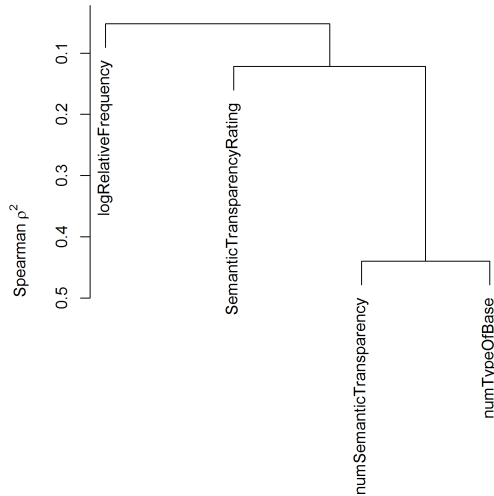 Spearman ρ²
0.1
0.2
0.3
0.4
0.5
logRelativeFrequency
SemanticTransparencyRating
numSemanticTransparency
numTypeOfBase